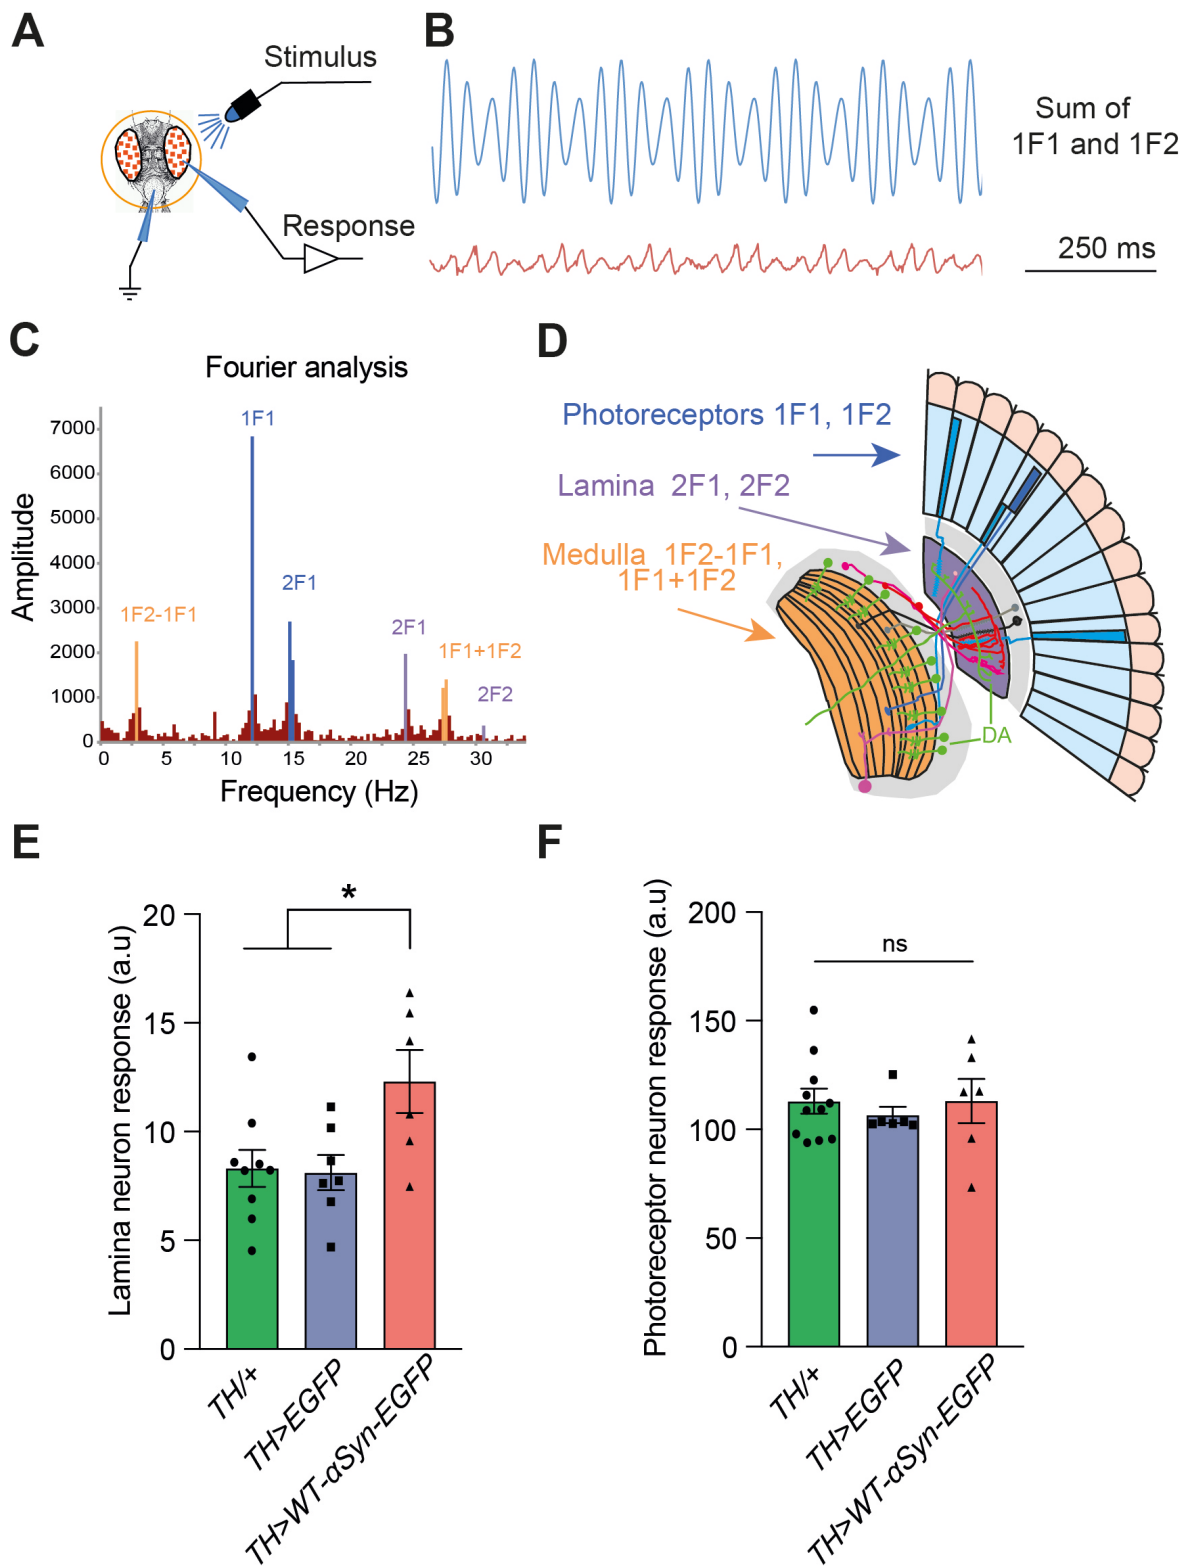 A
Stimulus
Response
B
Sum of
1F1 and 1F2
250 ms
C
Fourier analysis
Amplitude
7000
6000
5000
4000
3000
2000
1000
0
1F1
2F1
1F2-1F1
2F1
1F1+1F2
2F2
0 5 10 15 20 25 30
Frequency (Hz)
D
Photoreceptors 1F1, 1F2
Lamina 2F1, 2F2
Medulla 1F2-1F1,
1F1+1F2
DA
E
Lamina neuron response (a.u)
20
15
10
5
0
*
TH/+
TH>EGFP
TH>WT-αSyn-EGFP
F
Photoreceptor neuron response (a.u)
200
150
100
50
0
ns
TH/+
TH>EGFP
TH>WT-αSyn-EGFP